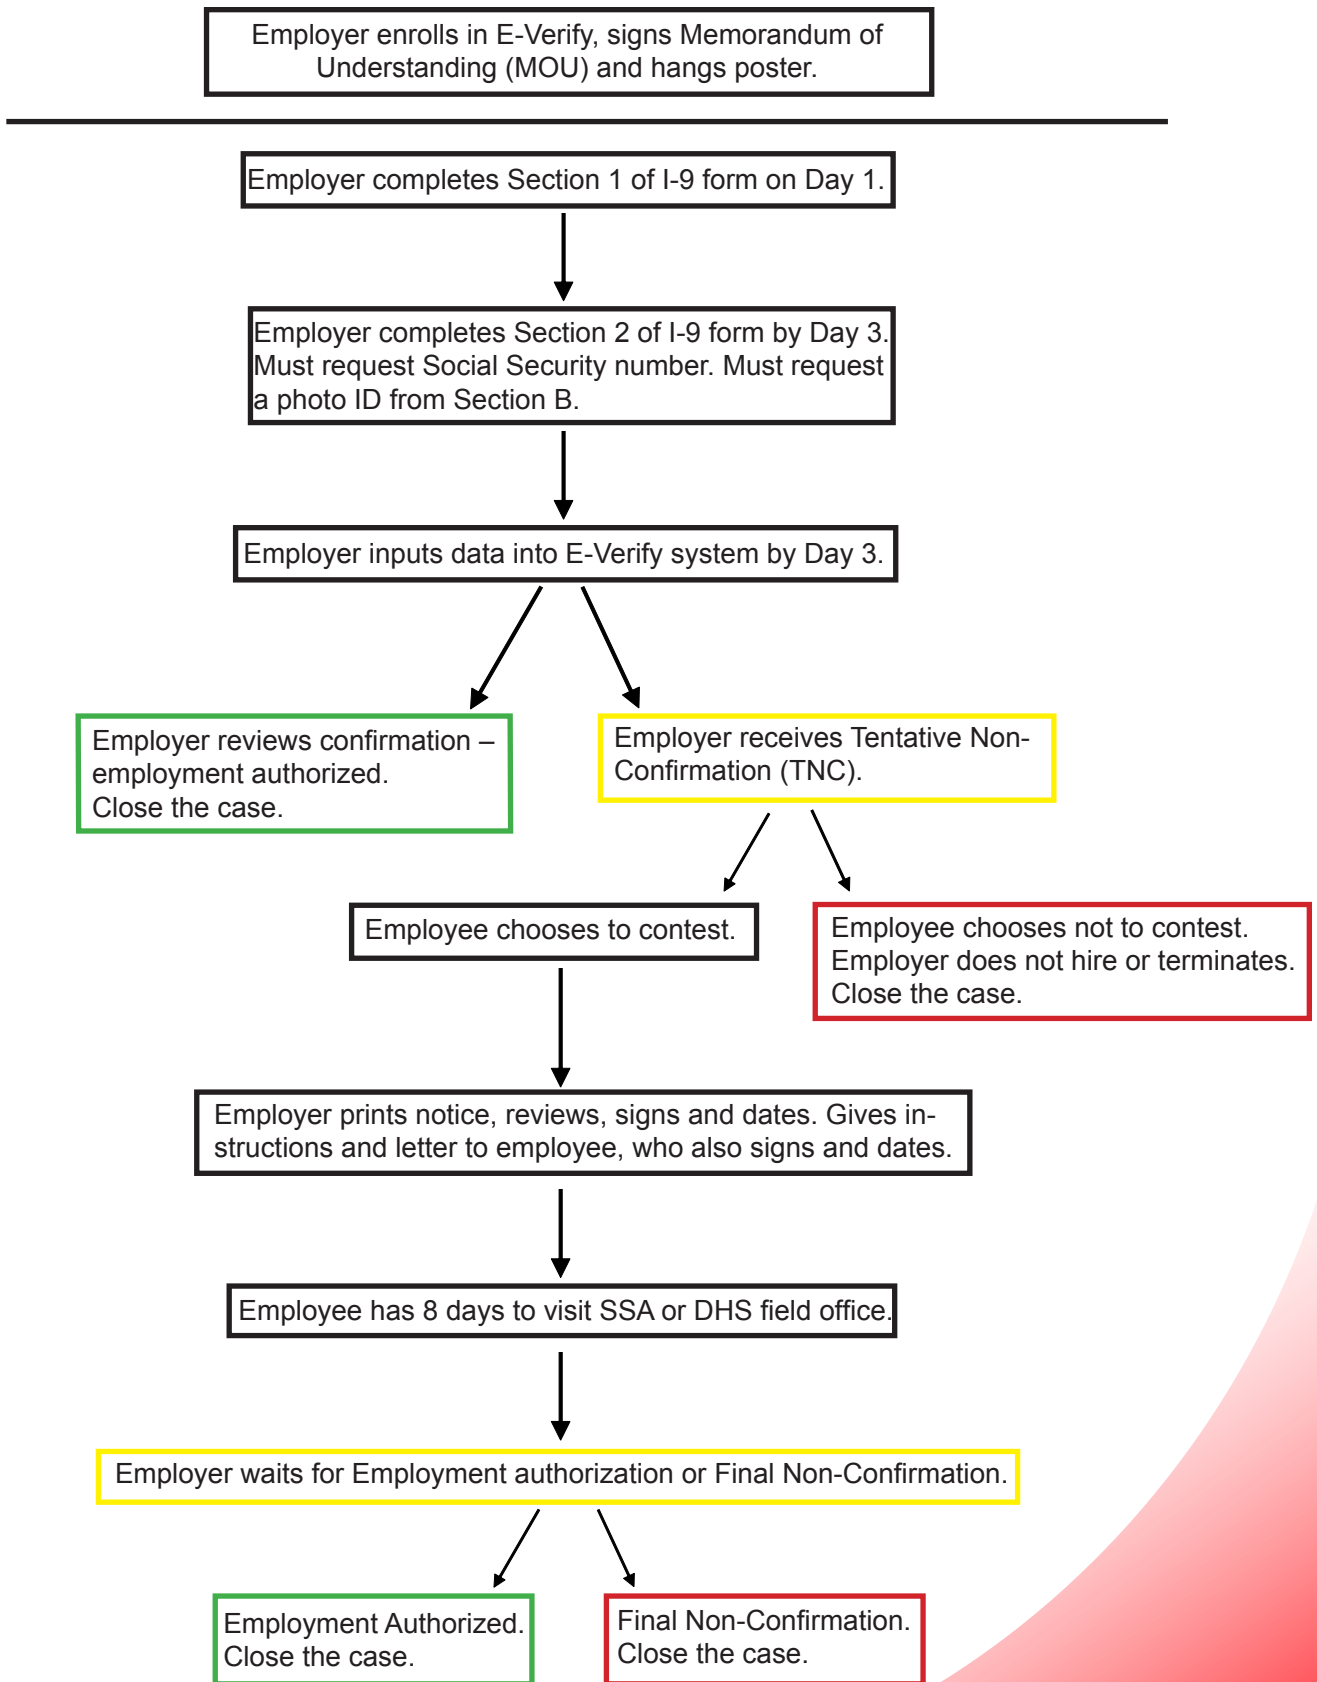 Employer enrolls in E-Verify, signs Memorandum of
Understanding (MOU) and hangs poster.
Employer completes Section 1 of I-9 form on Day 1.
Employer completes Section 2 of I-9 form by Day 3.
Must request Social Security number. Must request
a photo ID from Section B.
Employer inputs data into E-Verify system by Day 3.
Employer reviews confirmation –
employment authorized.
Close the case.
Employer receives Tentative Non-
Confirmation (TNC).
Employee chooses to contest.
Employee chooses not to contest.
Employer does not hire or terminates.
Close the case.
Employer prints notice, reviews, signs and dates. Gives in-
structions and letter to employee, who also signs and dates.
Employee has 8 days to visit SSA or DHS field office.
Employer waits for Employment authorization or Final Non-Confirmation.
Employment Authorized.
Close the case.
Final Non-Confirmation.
Close the case.